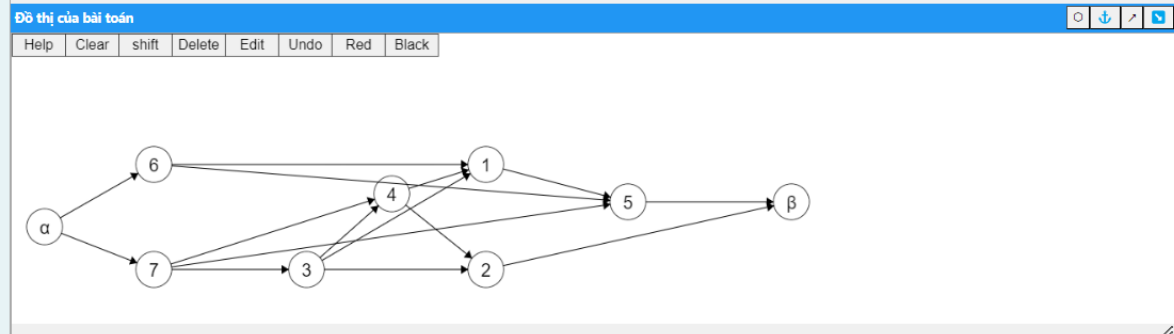 Đồ thị của bài toán
Help Clear shift Delete Edit Undo Red Black
6 1
4
α 5 β
7 3 2